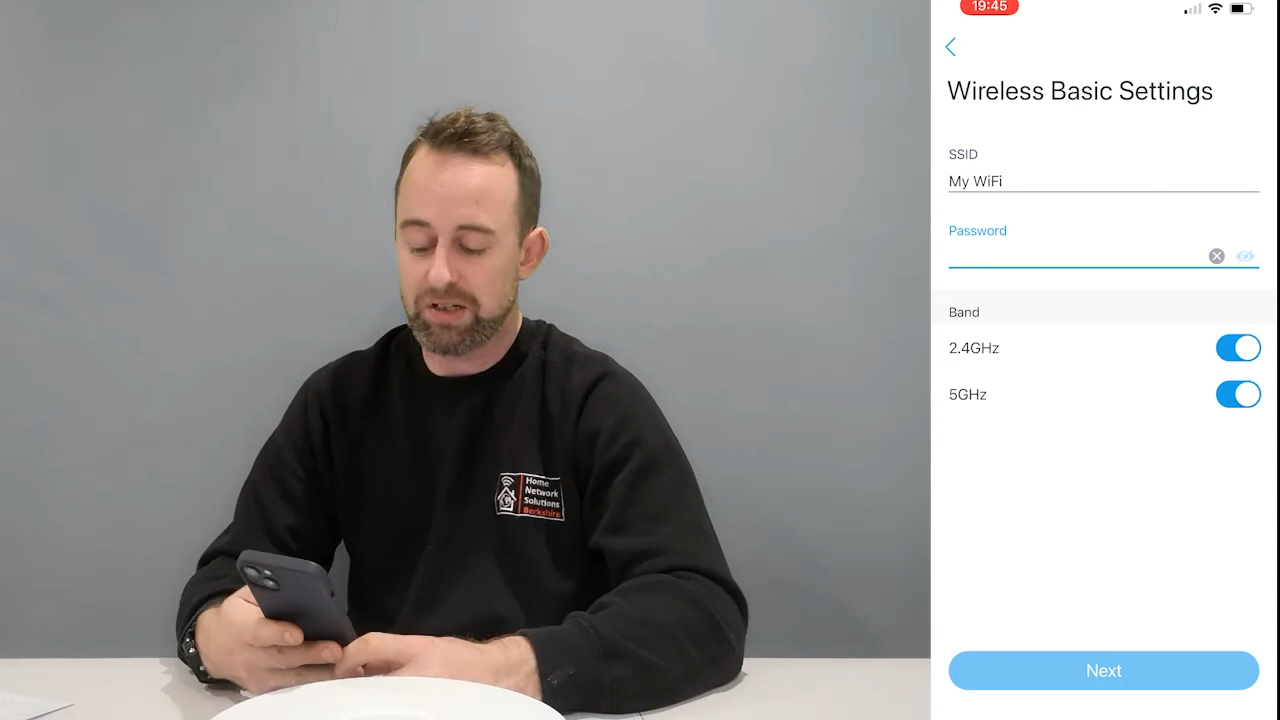 Home
Network
Solutions
Berkshire
19:45
Wireless Basic Settings
SSID
My WiFi
Password
Band
2.4GHz
5GHz
Next